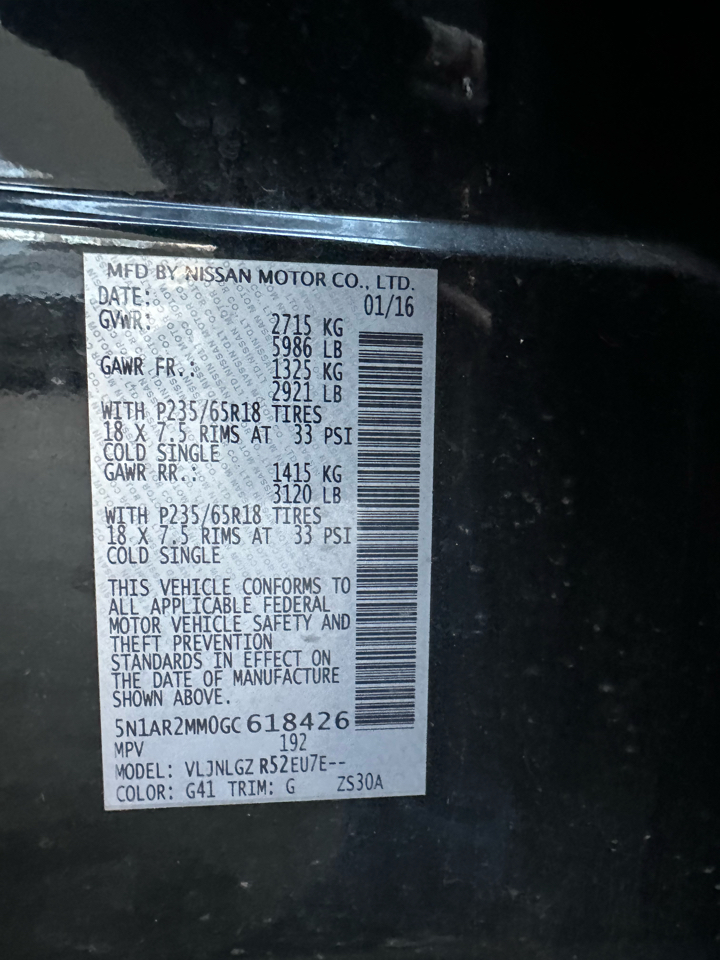 MFD BY NISSAN MOTOR CO., LTD.
DATE: 01/16
GVWR: 2715 KG
5986 LB
GAWR FR.: 1325 KG
2921 LB
WITH P235/65R18 TIRES
18 X 7.5 RIMS AT 33 PSI
COLD SINGLE
GAWR RR.: 1415 KG
3120 LB
WITH P235/65R18 TIRES
18 X 7.5 RIMS AT 33 PSI
COLD SINGLE
THIS VEHICLE CONFORMS TO
ALL APPLICABLE FEDERAL
MOTOR VEHICLE SAFETY AND
THEFT PREVENTION
STANDARDS IN EFFECT ON
THE DATE OF MANUFACTURE
SHOWN ABOVE.
5N1AR2MM0GC 618426
MPV 192
MODEL: VLJNLGZ R52EU7E--
COLOR: G41 TRIM: G ZS30A